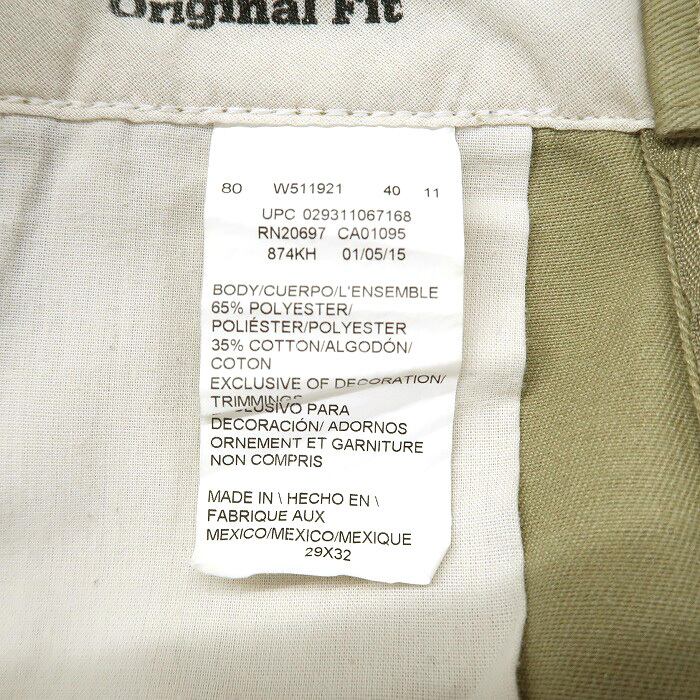 Original Fit
80 W511921 40 11
UPC 029311067168
RN20697 CA01095
874KH 01/05/15
BODY/CUERPO/L'ENSEMBLE
65% POLYESTER/
POLIÉSTER/POLYESTER
35% COTTON/ALGODÓN/
COTON
EXCLUSIVE OF DECORATION/
TRIMMINGS
PARA
DECORACIÓN/ ADORNOS
ORNEMENT ET GARNITURE
NON COMPRIS
MADE IN \ HECHO EN \
FABRIQUE AUX
MEXICO/MEXICO/MEXIQUE
29X32